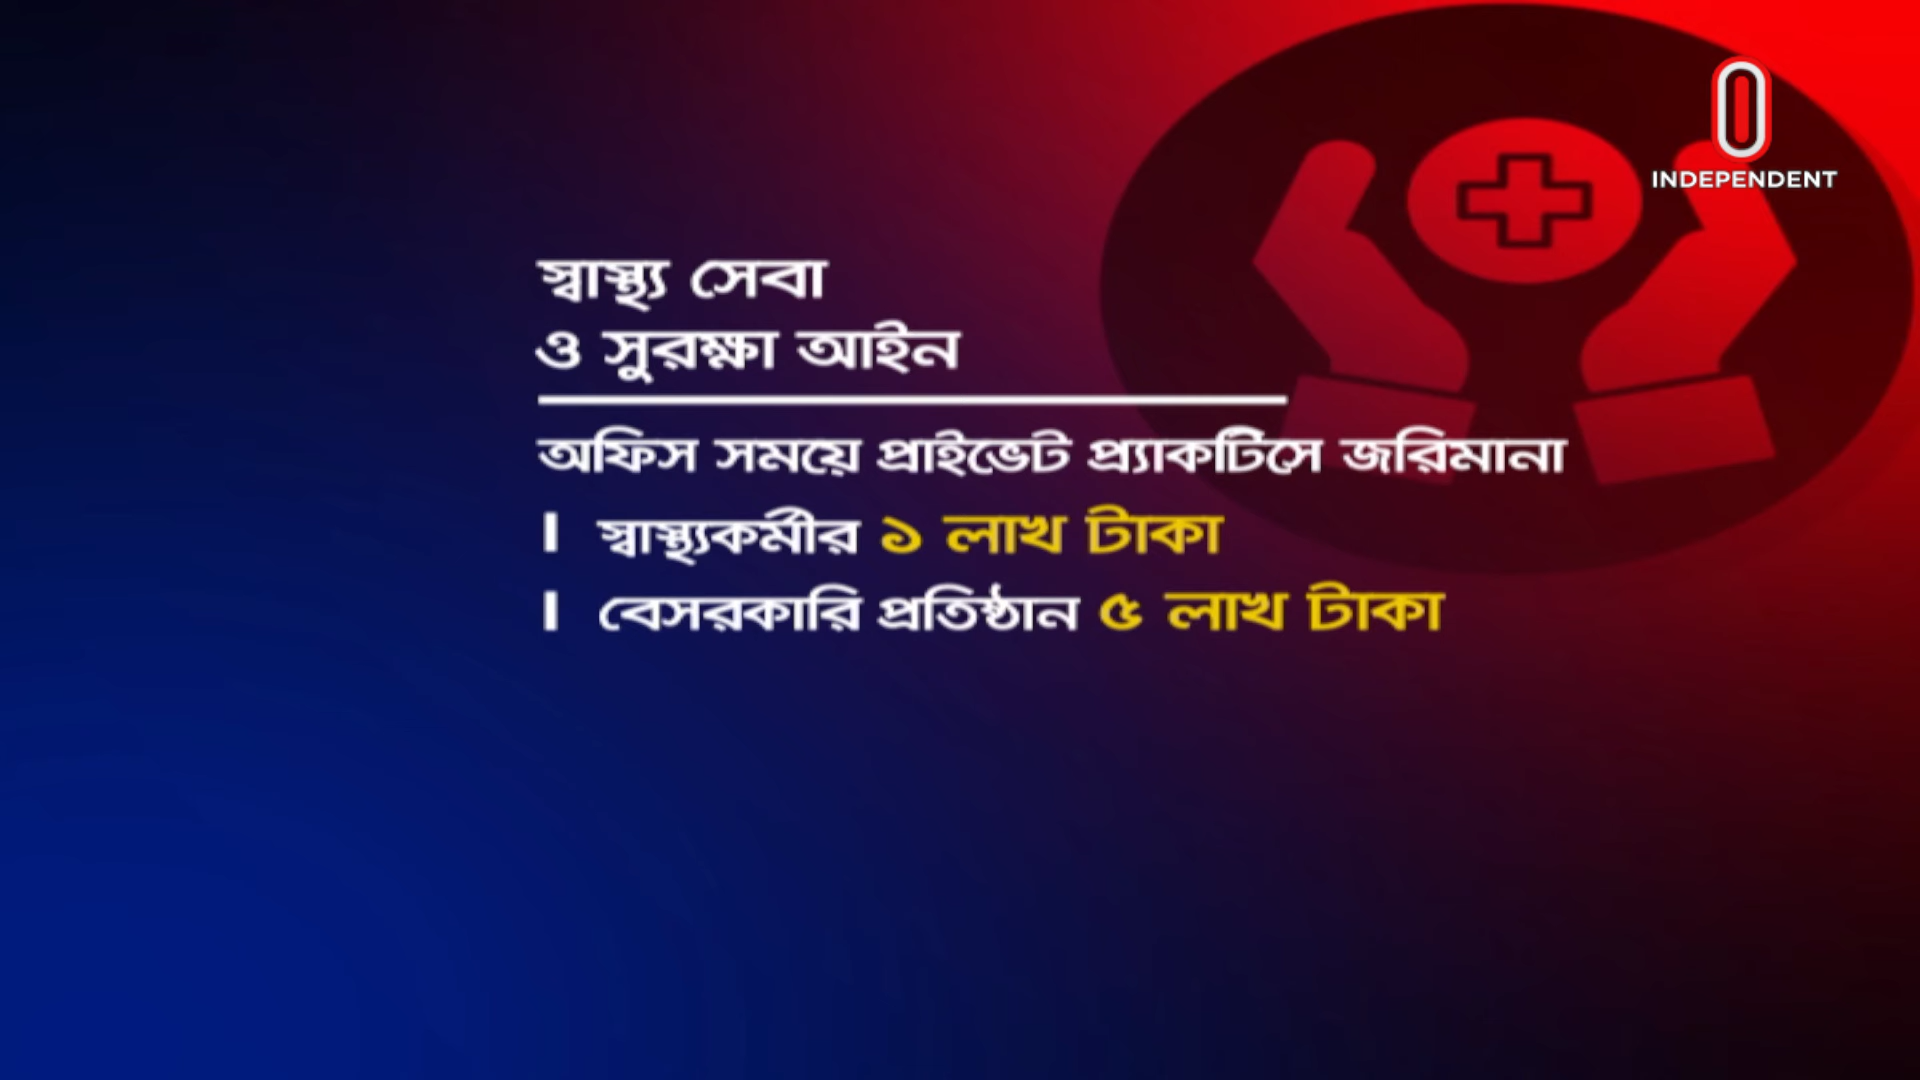 INDEPENDENT
স্বাস্থ্য সেবা
ও সুরক্ষা আইন
অফিস সময়ে প্রাইভেট প্র্যাকটিসে জরিমানা
। স্বাস্থ্যকর্মীর ১ লাখ টাকা
। বেসরকারি প্রতিষ্ঠান ৫ লাখ টাকা